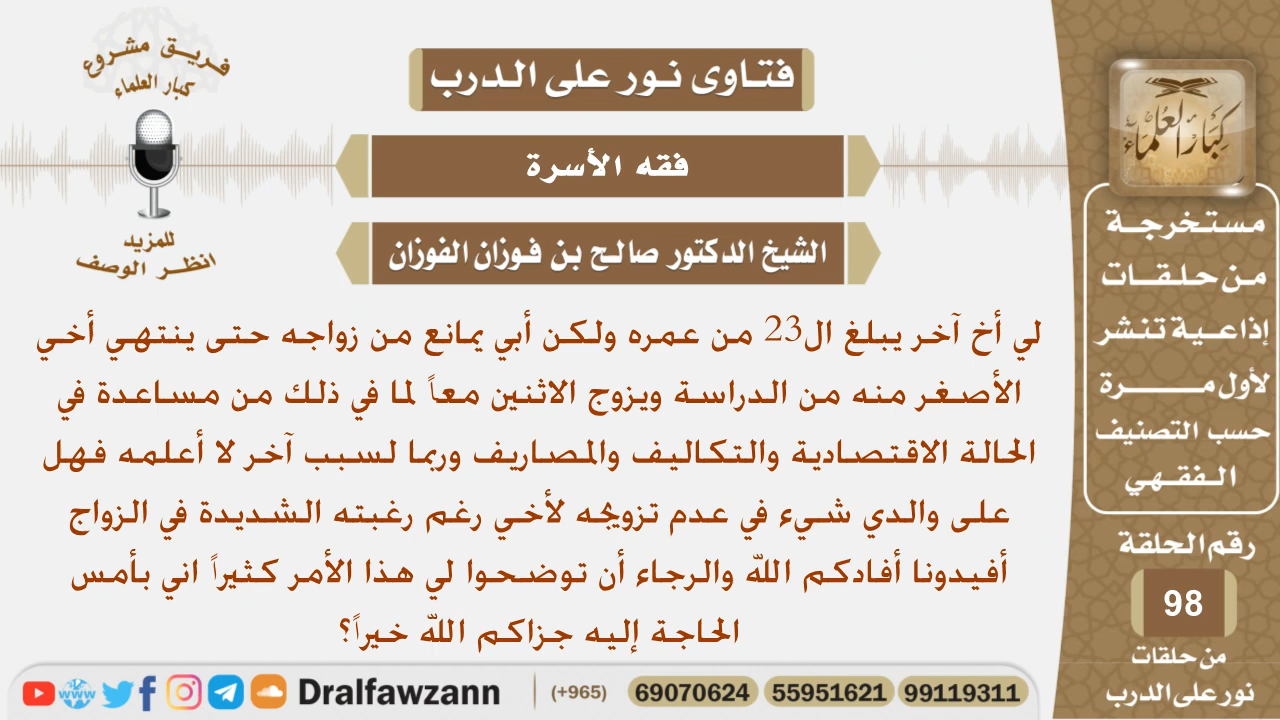 فريق مشروع
كبار العلماء
للمزيد
انظر الوصف
فتاوى نور على الدرب
فقه الأسرة
الشيخ الدكتور صالح بن فوزان الفوزان
لي أخ آخر يبلغ ال23 من عمره ولكن أبي يمانع من زواجه حتى ينتهي أخي
الأصغر منه من الدراسة ويزوج الاثنين معاً لما في ذلك من مساعدة في
الحالة الاقتصادية والتكاليف والمصاريف وربما لسبب آخر لا أعلمه فهل
على والدي شيء في عدم تزويجه لأخي رغم رغبته الشديدة في الزواج
أفيدونا أفادكم الله والرجاء أن توضحوا لي هذا الأمر كثيراً اني بأمس
الحاجة إليه جزاكم الله خيراً؟
كبار العلماء
مستخرجة
من حلقات
إذاعية تنشر
لأول مرة
حسب التصنيف
الفقهي
رقم الحلقة
98
من حلقات
نور على الدرب
www
Dralfawzann
(+965) 69070624 55951621 99119311